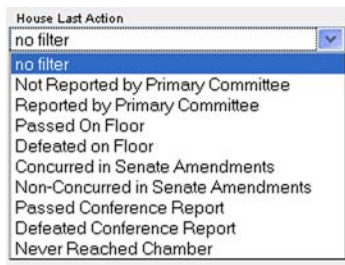 House Last Action
no filter
no filter
Not Reported by Primary Committee
Reported by Primary Committee
Passed On Floor
Defeated on Floor
Concurred in Senate Amendments
Non-Concurred in Senate Amendments
Passed Conference Report
Defeated Conference Report
Never Reached Chamber